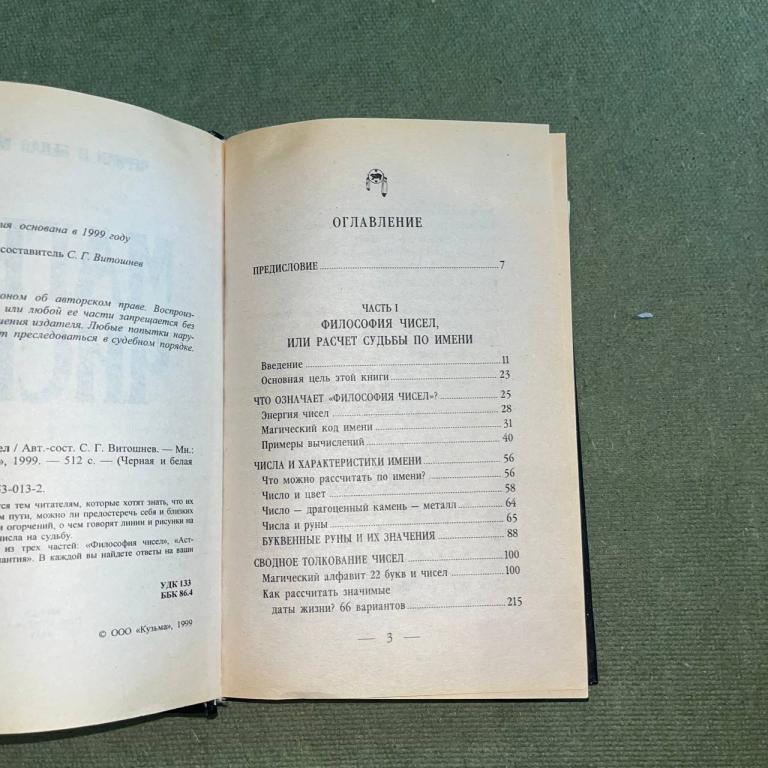 ия основана в 1999 году
составитель С. Г. Витошнев
оном об авторском праве. Воспроиз-
или любой ее части запрещается без
шения издателя. Любые попытки нару-
т преследоваться в судебном порядке.
ел / Авт.-сост. С. Г. Витошнев. — Мн.:
», 1999. — 512 с. — (Черная и белая
53-013-2.
тся тем читателям, которые хотят знать, что их
м пути, можно ли предостеречь себя и близких
и огорчений, о чем говорят линии и рисунки на
числа на судьбу.
из трех частей: «Философия чисел», «Аст-
мантия». В каждой вы найдете ответы на ваши
УДК 133
ББК 86.4
© ООО «Кузьма», 1999
ОГЛАВЛЕНИЕ
ПРЕДИСЛОВИЕ 7
ЧАСТЬ I
ФИЛОСОФИЯ ЧИСЕЛ,
ИЛИ РАСЧЕТ СУДЬБЫ ПО ИМЕНИ
Введение 11
Основная цель этой книги 23
ЧТО ОЗНАЧАЕТ «ФИЛОСОФИЯ ЧИСЕЛ»? 25
Энергия чисел 28
Магический код имени 31
Примеры вычислений 40
ЧИСЛА И ХАРАКТЕРИСТИКИ ИМЕНИ 56
Что можно рассчитать по имени? 56
Число и цвет 58
Число — драгоценный камень — металл 64
Числа и руны 65
БУКВЕННЫЕ РУНЫ И ИХ ЗНАЧЕНИЯ 88
СВОДНОЕ ТОЛКОВАНИЕ ЧИСЕЛ 100
Магический алфавит 22 букв и чисел 100
Как рассчитать значимые
даты жизни? 66 вариантов 215
— 3 —